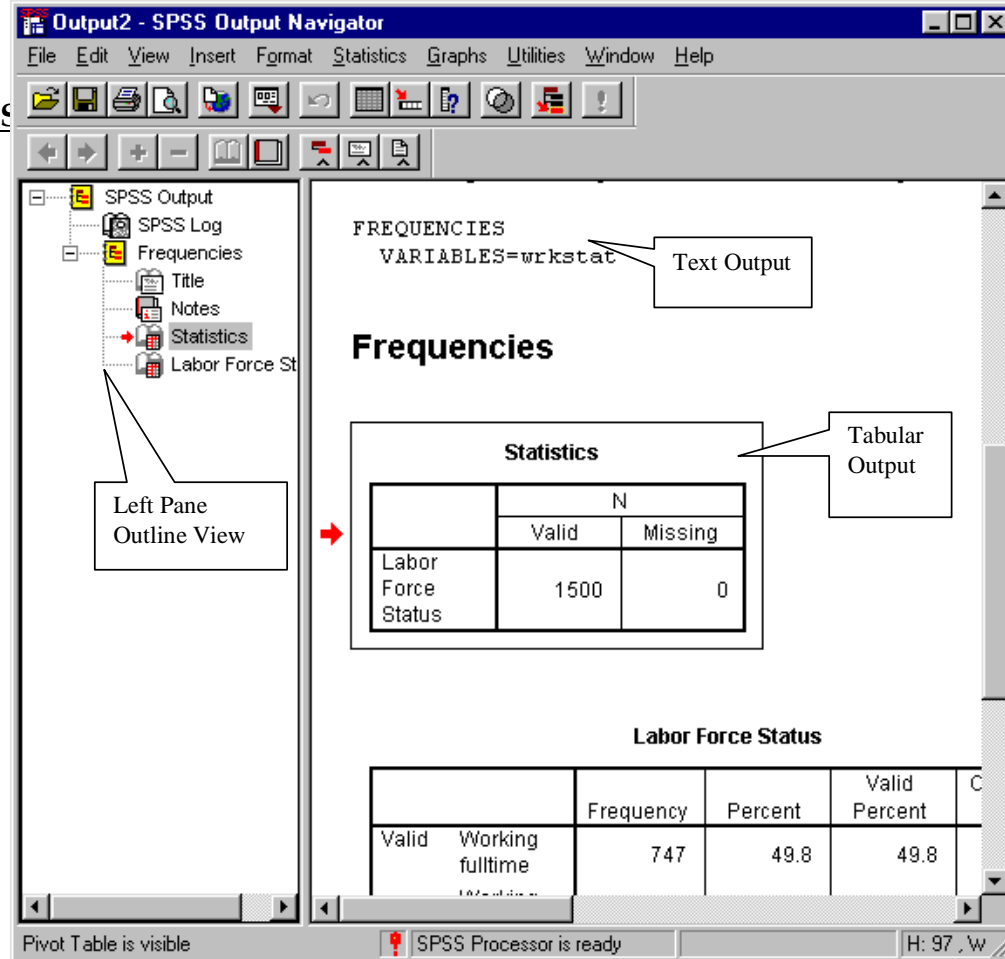 Output2 - SPSS Output Navigator
File Edit View Insert Format Statistics Graphs Utilities Window Help
S
SPSS Output
SPSS Log
Frequencies
Title
Notes
Statistics
Labor Force St
Left Pane
Outline View
FREQUENCIES
VARIABLES=wrkstat
Text Output
Frequencies
Tabular
Output
Statistics
N
Valid Missing
Labor
Force
Status
1500 0
Labor Force Status
Frequency Percent Valid Percent C
Valid Working fulltime 747 49.8 49.8
Pivot Table is visible SPSS Processor is ready H: 97 , W